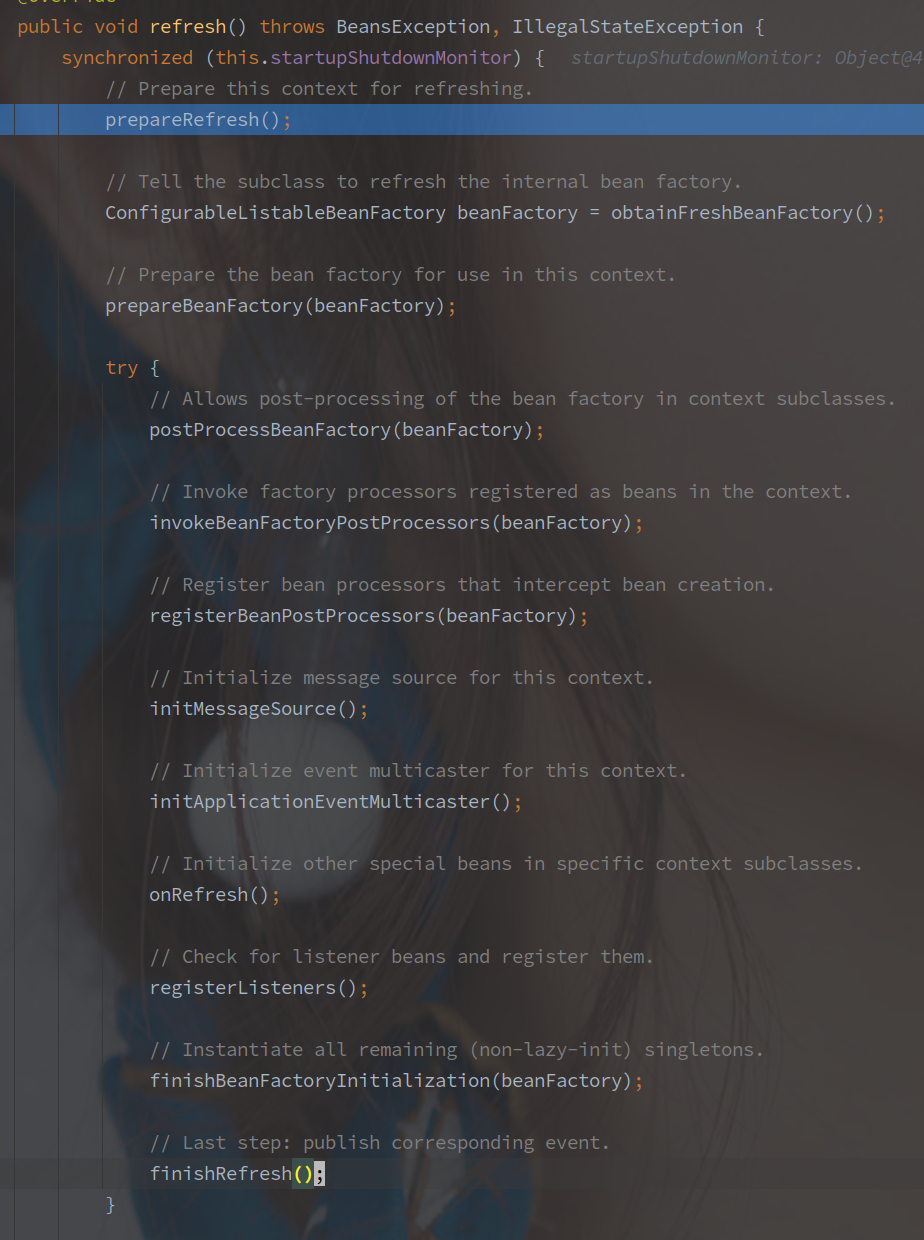 public void refresh() throws BeansException, IllegalStateException {
synchronized (this.startupShutdownMonitor) { startupShutdownMonitor: Object@4
// Prepare this context for refreshing.
prepareRefresh();
// Tell the subclass to refresh the internal bean factory.
ConfigurableListableBeanFactory beanFactory = obtainFreshBeanFactory();
// Prepare the bean factory for use in this context.
prepareBeanFactory(beanFactory);
try {
// Allows post-processing of the bean factory in context subclasses.
postProcessBeanFactory(beanFactory);
// Invoke factory processors registered as beans in the context.
invokeBeanFactoryPostProcessors(beanFactory);
// Register bean processors that intercept bean creation.
registerBeanPostProcessors(beanFactory);
// Initialize message source for this context.
initMessageSource();
// Initialize event multicaster for this context.
initApplicationEventMulticaster();
// Initialize other special beans in specific context subclasses.
onRefresh();
// Check for listener beans and register them.
registerListeners();
// Instantiate all remaining (non-lazy-init) singletons.
finishBeanFactoryInitialization(beanFactory);
// Last step: publish corresponding event.
finishRefresh();
}